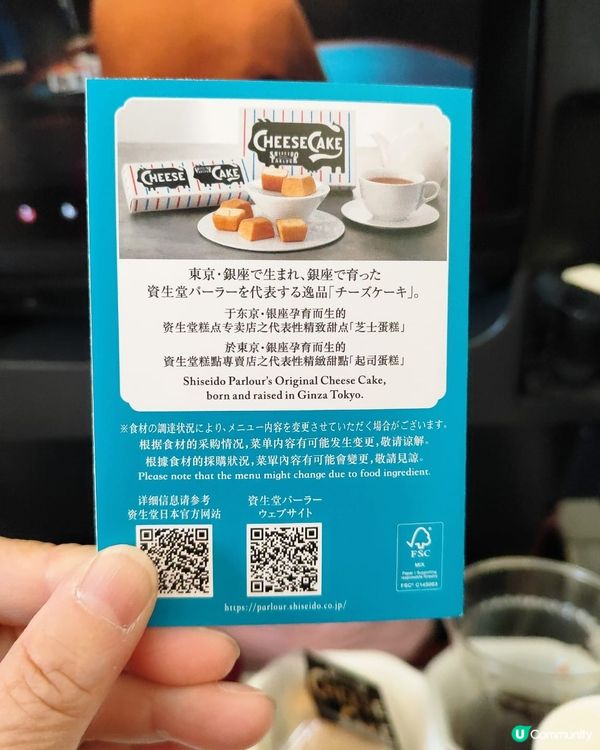 CHEESE CAKE
SHISEIDO
PARLOUR
CHEESE CAKE
東京・銀座で生まれ、銀座で育った
資生堂パーラーを代表する逸品「チーズケーキ」。
于东京・银座孕育而生的
资生堂糕点专卖店之代表性精致甜点「芝士蛋糕」
於東京・銀座孕育而生的
資生堂糕點專賣店之代表性精緻甜點「起司蛋糕」
Shiseido Parlour's Original Cheese Cake,
born and raised in Ginza Tokyo.
※食材の調達状況により、メニュー内容を変更させていただく場合がございます。
根据食材的采购情况，菜单内容有可能发生变更，敬请谅解。
根據食材的採購狀況，菜單內容有可能會變更，敬請見諒。
Please note that the menu might change due to food ingredient.
详细信息请参考
资生堂日本官方网站
資生堂パーラー
ウェブサイト
FSC
MIX
Paper | Supporting
responsible forestry
FSC® C149063
https://parlour.shiseido.co.jp/
U Community